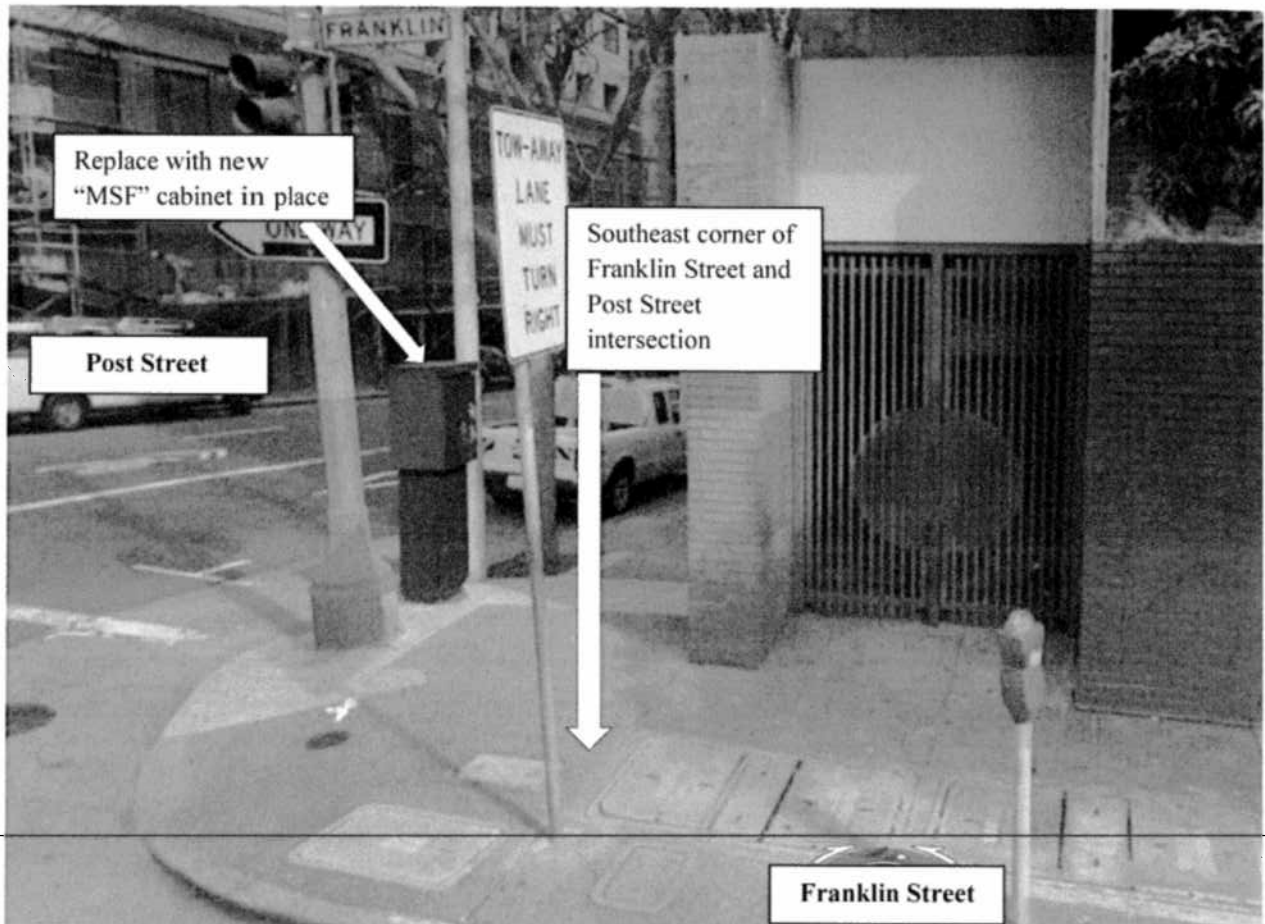 FRANKLIN
TOW-AWAY
LANE
MUST
TURN
RIGHT
Replace with new
“MSF” cabinet in place
ONE WAY
Southeast corner of
Franklin Street and
Post Street
intersection
Post Street
Franklin Street